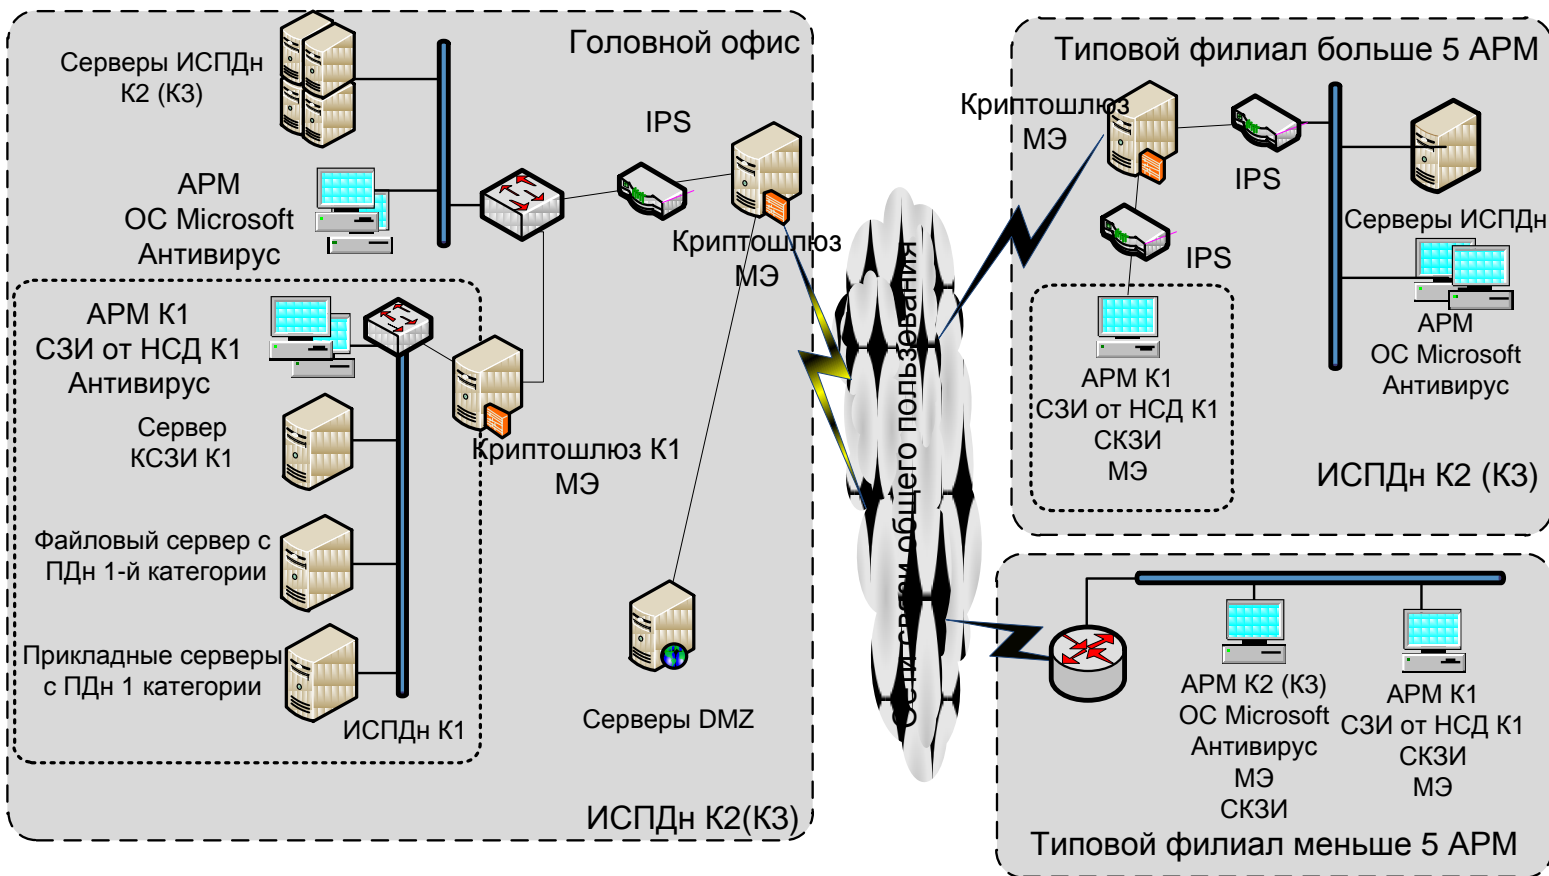 Головной офис
Серверы ИСПДн
К2 (К3)
IPS
АРМ
ОС Microsoft
Антивирус
Криптошлюз
МЭ
АРМ К1
СЗИ от НСД К1
Антивирус
Сервер
КСЗИ К1
Криптошлюз К1
МЭ
Файловый сервер с
ПДн 1-й категории
Прикладные серверы
с ПДн 1 категории
ИСПДн К1
Серверы DMZ
ИСПДн К2(К3)
Сети связи общего пользования
Типовой филиал больше 5 АРМ
Криптошлюз
МЭ
IPS
Серверы ИСПДн
IPS
АРМ
ОС Microsoft
Антивирус
АРМ К1
СЗИ от НСД К1
СКЗИ
МЭ
ИСПДн К2 (К3)
АРМ К2 (К3)
ОС Microsoft
Антивирус
МЭ
СКЗИ
АРМ К1
СЗИ от НСД К1
СКЗИ
МЭ
Типовой филиал меньше 5 АРМ